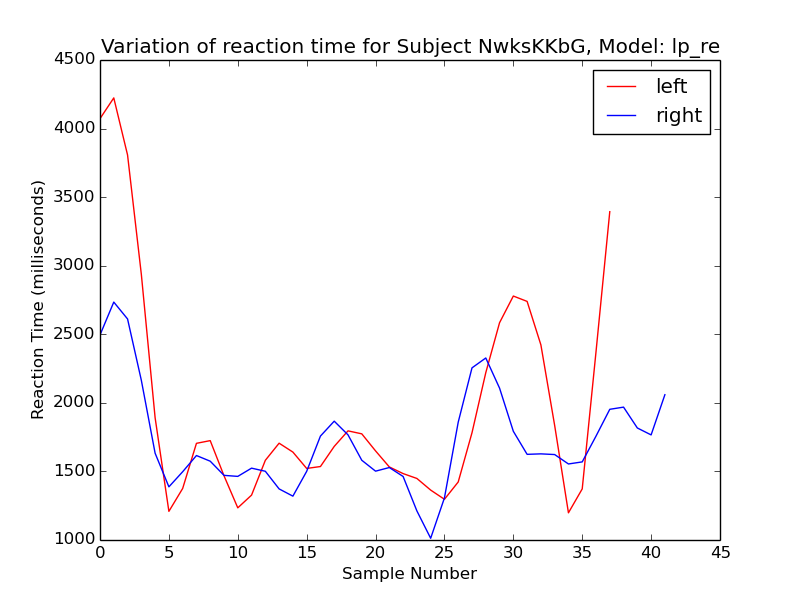 Variation of reaction time for Subject NwksKKbG, Model: lp_re
4500
4000
3500
3000
2500
2000
1500
1000
Reaction Time (milliseconds)
left
right
0 5 10 15 20 25 30 35 40 45
Sample Number